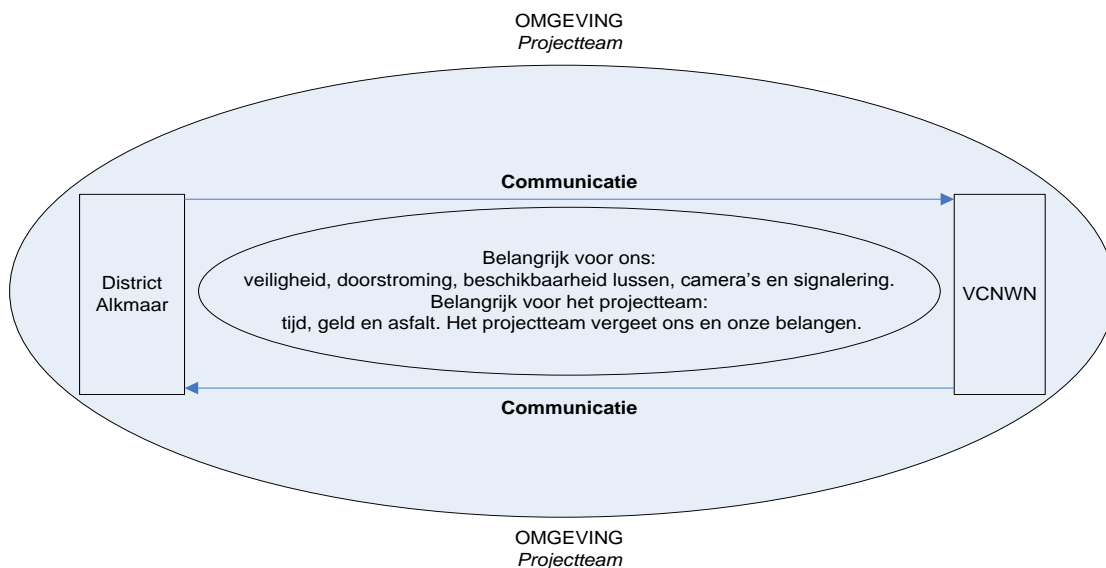 OMGEVING
Projectteam
Communicatie
District
Alkmaar
Belangrijk voor ons:
veiligheid, doorstroming, beschikbaarheid lussen, camera's en signalering.
Belangrijk voor het projectteam:
tijd, geld en asfalt. Het projectteam vergeet ons en onze belangen.
VCNWN
Communicatie
OMGEVING
Projectteam